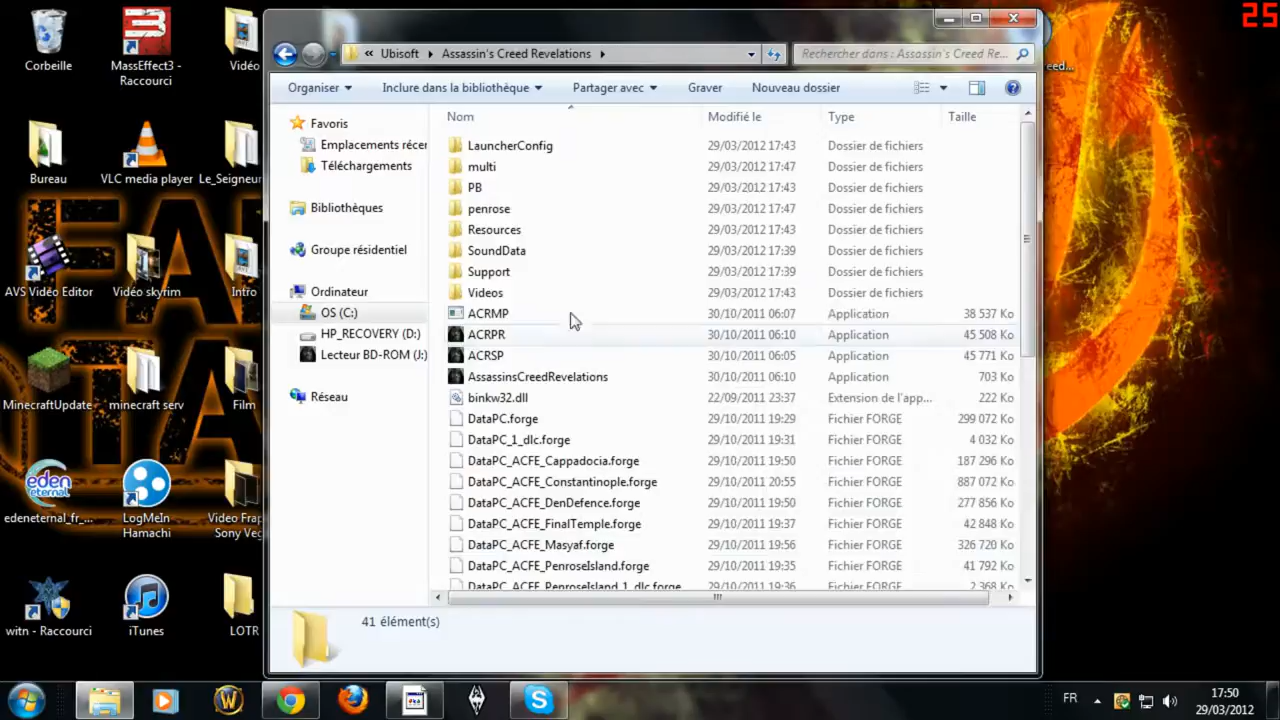 25
Corbeille
MassEffect3 -
Raccourci
Vidéo
Bureau
VLC media player
Le_Seigneur
AVS Vidéo Editor
Vidéo skyrim
Intro
MinecraftUpdate
minecraft serv
Film
edeneternal_fr_...
LogMeIn
Hamachi
Video Frap
Sony Veg
witn - Raccourci
iTunes
LOTR
« Ubisoft Assassin's Creed Revelations
Rechercher dans : Assassin's Creed Re...
Organiser Inclure dans la bibliothèque Partager avec Graver Nouveau dossier
Favoris
Emplacements récer
Téléchargements
Bibliothèques
Groupe résidentiel
Ordinateur
OS (C:)
HP_RECOVERY (D:)
Lecteur BD-ROM (J:)
Réseau
Nom Modifié le Type Taille
LauncherConfig 29/03/2012 17:43 Dossier de fichiers
multi 29/03/2012 17:47 Dossier de fichiers
PB 29/03/2012 17:43 Dossier de fichiers
penrose 29/03/2012 17:47 Dossier de fichiers
Resources 29/03/2012 17:43 Dossier de fichiers
SoundData 29/03/2012 17:39 Dossier de fichiers
Support 29/03/2012 17:39 Dossier de fichiers
Videos 29/03/2012 17:43 Dossier de fichiers
ACRMP 30/10/2011 06:07 Application 38 537 Ko
ACRPR 30/10/2011 06:10 Application 45 508 Ko
ACRSP 30/10/2011 06:05 Application 45 771 Ko
AssassinsCreedRevelations 30/10/2011 06:10 Application 703 Ko
binkw32.dll 22/09/2011 23:37 Extension de l'app... 222 Ko
DataPC.forge 29/10/2011 19:29 Fichier FORGE 299 072 Ko
DataPC_1_dlc.forge 29/10/2011 19:31 Fichier FORGE 4 032 Ko
DataPC_ACFE_Cappadocia.forge 29/10/2011 19:50 Fichier FORGE 187 296 Ko
DataPC_ACFE_Constantinople.forge 29/10/2011 20:55 Fichier FORGE 887 072 Ko
DataPC_ACFE_DenDefence.forge 29/10/2011 19:50 Fichier FORGE 277 856 Ko
DataPC_ACFE_FinalTemple.forge 29/10/2011 19:37 Fichier FORGE 42 848 Ko
DataPC_ACFE_Masyaf.forge 29/10/2011 19:56 Fichier FORGE 326 720 Ko
DataPC_ACFE_PenroseIsland.forge 29/10/2011 19:35 Fichier FORGE 41 792 Ko
DataPC_ACFE_PenroseIsland_1_dlc.forge 29/10/2011 19:36 Fichier FORGE 2 368 Ko
41 élément(s)
eed...
FR
17:50
29/03/2012